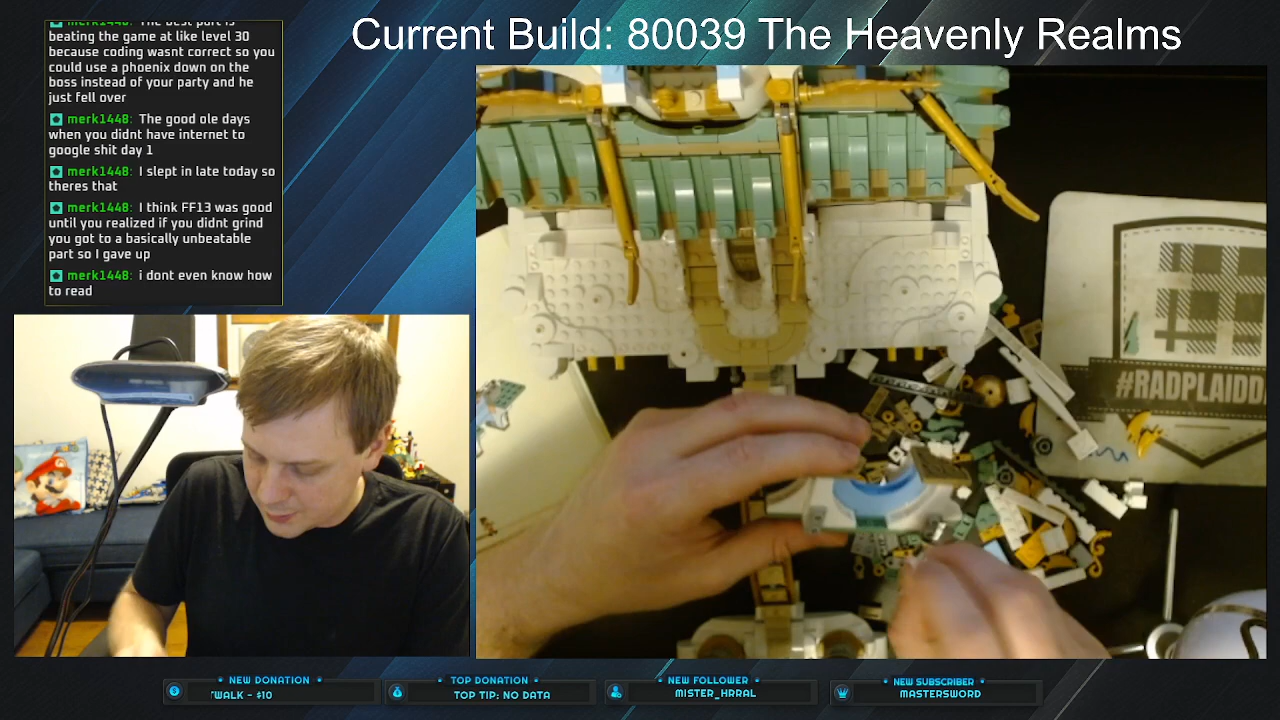 Current Build: 80039 The Heavenly Realms
merk1448: The best part is
beating the game at like level 30
because coding wasnt correct so you
could use a phoenix down on the
boss instead of your party and he
just fell over
merk1448: The good ole days
when you didnt have internet to
google shit day 1
merk1448: I slept in late today so
theres that
merk1448: I think FF13 was good
until you realized if you didnt grind
you got to a basically unbeatable
part so I gave up
merk1448: i dont even know how
to read
#RADPLAIDD
NEW DONATION
'WALK - $10
TOP DONATION
TOP TIP: NO DATA
NEW FOLLOWER
MISTER_HRRAL
NEW SUBSCRIBER
MASTERSWORD